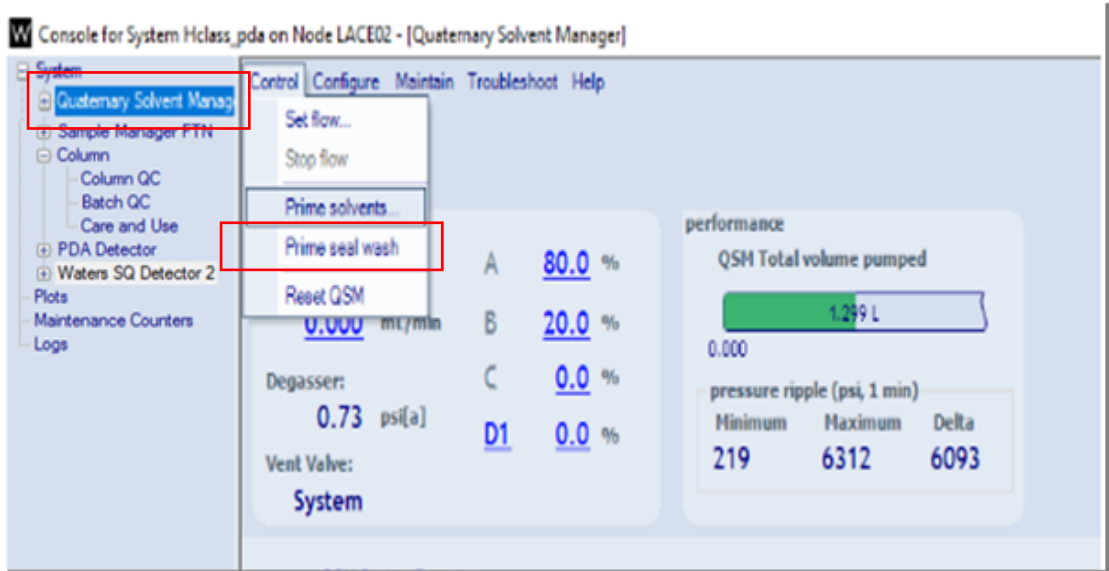 W Console for System Hclass_pda on Node LACE02 - [Quaternary Solvent Manager]
System
Quaternary Solvent Manag
Sample Manager FTN
Column
Column QC
Batch QC
Care and Use
PDA Detector
Waters SQ Detector 2
Plots
Maintenance Counters
Logs
Control Configure Maintain Troubleshoot Help
Set flow...
Stop flow
Prime solvents...
Prime seal wash
Reset QSM
0.000 mL/min
Degasser:
0.73 psi[a]
Vent Valve:
System
A 80.0 %
B 20.0 %
C 0.0 %
D1 0.0 %
performance
QSM Total volume pumped
1.299 L
0.000
pressure ripple (psi, 1 min)
Minimum Maximum Delta
219 6312 6093